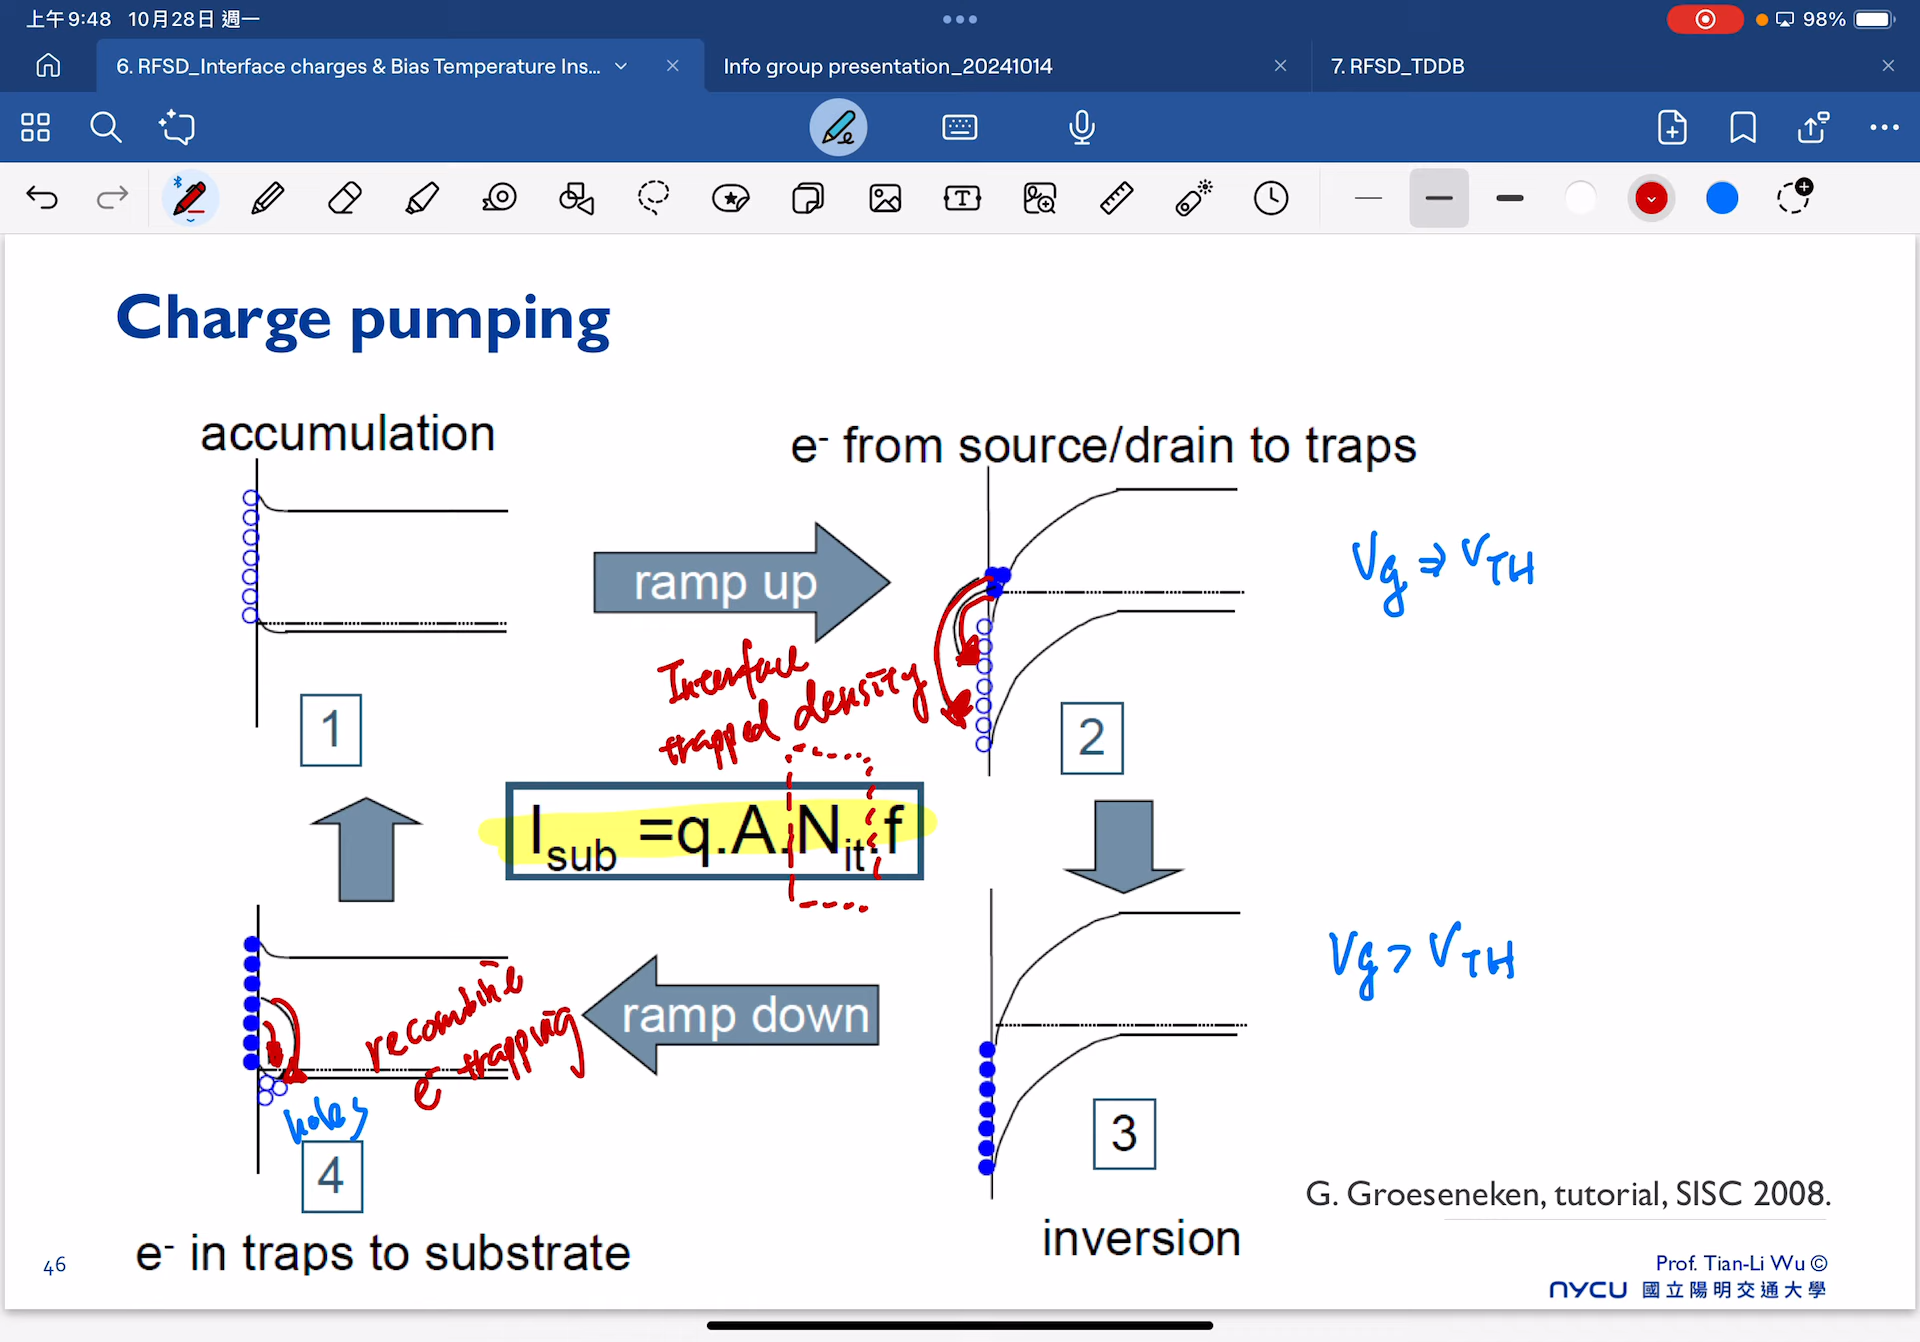 上午9:48 10月28日 週一
98%
6. RFSD_Interface charges & Bias Temperature Ins...
Info group presentation_20241014
7. RFSD_TDDB
Charge pumping
accumulation
e- from source/drain to traps
ramp up
Vg ⇒ VTH
Interface
trapped density
1
2
Isub =q.A.Nit.f
Vg > VTH
recombine
e- trapping
ramp down
holes
3
4
G. Groeseneken, tutorial, SISC 2008.
inversion
e- in traps to substrate
46
Prof. Tian-Li Wu ©
NYCU 國立陽明交通大學